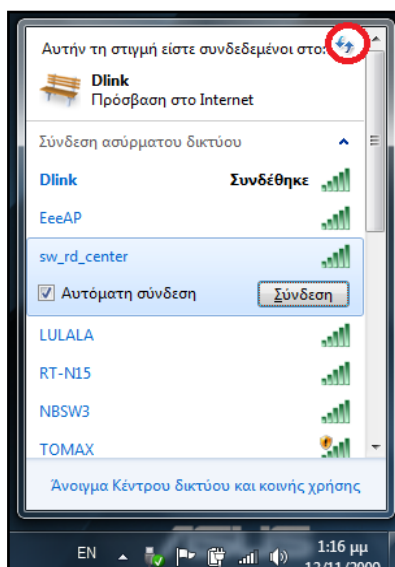 Αυτήν τη στιγμή είστε συνδεδεμένοι στο:
Dlink
Πρόσβαση στο Internet
Σύνδεση ασύρματου δικτύου
Dlink Συνδέθηκε
EeeAP
sw_rd_center
Αυτόματη σύνδεση Σύνδεση
LULALA
RT-N15
NBSW3
TOMAX
Άνοιγμα Κέντρου δικτύου και κοινής χρήσης
EN 1:16 μμ